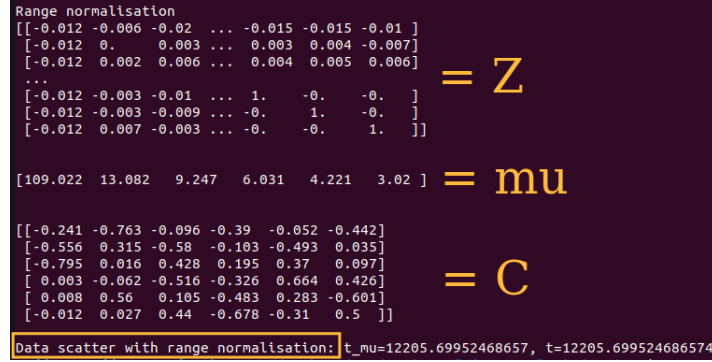 Range normalisation
[[-0.012 -0.006 -0.02 ... -0.015 -0.015 -0.01 ]
[-0.012 0. 0.003 ... 0.003 0.004 -0.007]
[-0.012 0.002 0.006 ... 0.004 0.005 0.006]
...
= Z
[-0.012 -0.003 -0.01 ... 1. -0. -0. ]
[-0.012 -0.003 -0.009 ... -0. 1. -0. ]
[-0.012 0.007 -0.003 ... -0. -0. 1. ]]
[109.022 13.082 9.247 6.031 4.221 3.02 ] = mu
[[-0.241 -0.763 -0.096 -0.39 -0.052 -0.442]
[-0.556 0.315 -0.58 -0.103 -0.493 0.035]
[-0.795 0.016 0.428 0.195 0.37 0.097]
[ 0.003 -0.062 -0.516 -0.326 0.664 0.426]
= C
[ 0.008 0.56 0.105 -0.483 0.283 -0.601]
[-0.012 0.027 0.44 -0.678 -0.31 0.5 ]]
Data scatter with range normalisation: t_mu=12205.69952468657, t=12205.699524686574